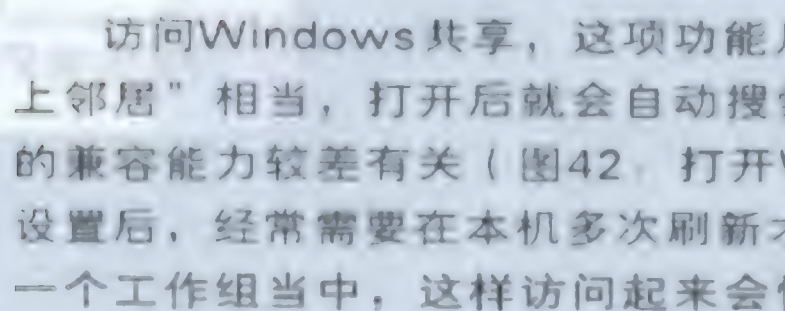 访问Windows共享，这项功能
上邻居”相当，打开后就会自动搜
的兼容能力较差有关（图42 打开
设置后，经常需要在本机多次刷新
一个工作组当中，这样访问起来会